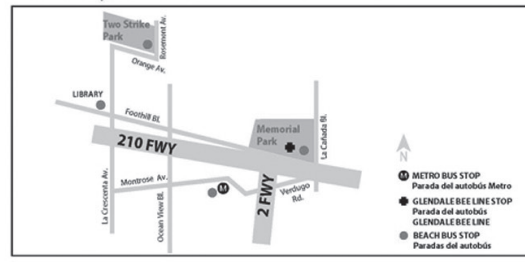 Two Strike
Park
Rosemont Av.
Orange Av.
LIBRARY
Foothill Bl.
210 FWY
Memorial
Park
La Cañada Bl.
Montrose Av.
La Crescenta Av.
Ocean View Bl.
M
2 FWY
Verdugo
Rd.
N
M METRO BUS STOP
Parada del autobús Metro
GLENDALE BEE LINE STOP
Parada del autobús
GLENDALE BEE LINE
BEACH BUS STOP
Paradas del autobús